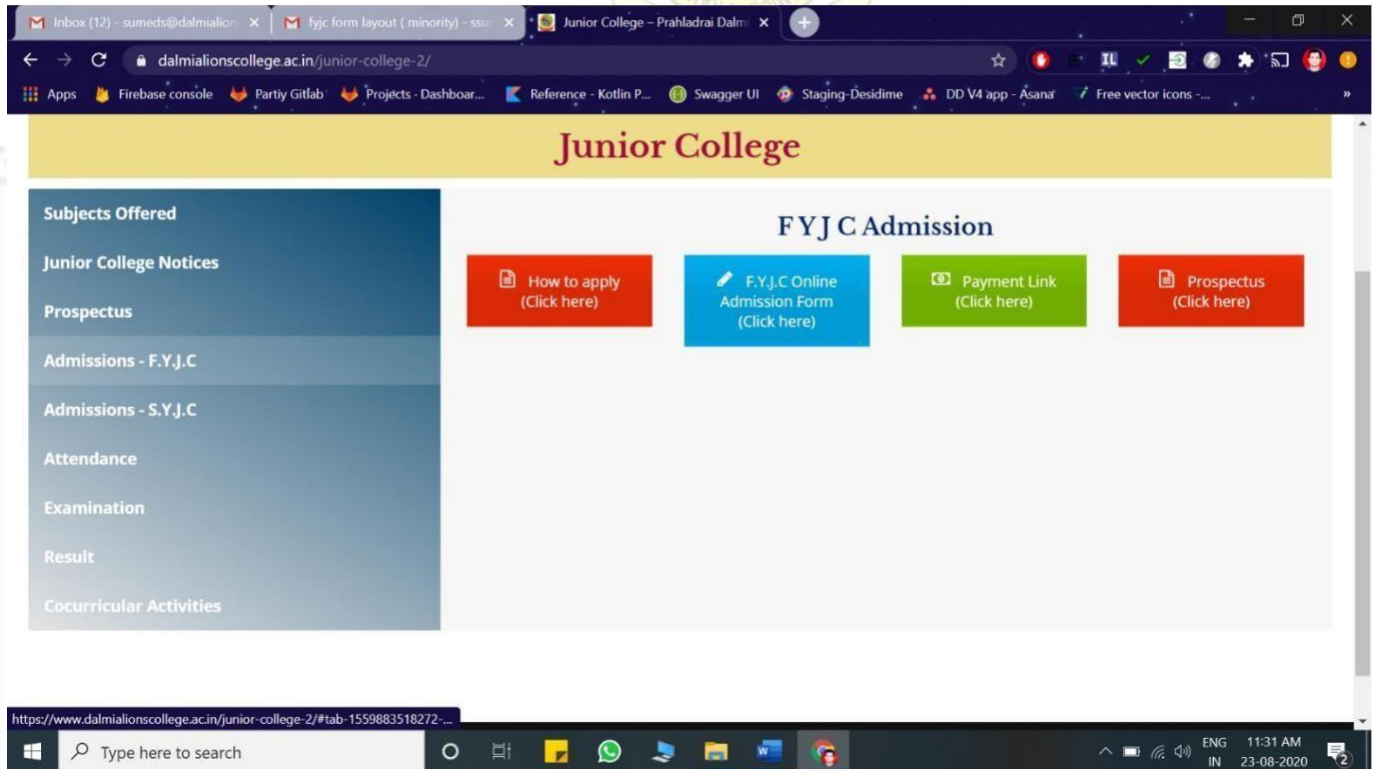 Inbox (12) - sumeds@dalmialion
fyjc form layout ( minority) - ssu
Junior College – Prahladrai Dalm
dalmialionscollege.ac.in/junior-college-2/
Apps
Firebase console
Partiy Gitlab
Projects - Dashboar...
Reference - Kotlin P...
Swagger UI
Staging-Desidime
DD V4 app - Asana
Free vector icons -...
»
Junior College
Subjects Offered
Junior College Notices
Prospectus
Admissions - F.Y.J.C
Admissions - S.Y.J.C
Attendance
Examination
Result
Cocurricular Activities
F Y J C Admission
How to apply
(Click here)
F.Y.J.C Online
Admission Form
(Click here)
Payment Link
(Click here)
Prospectus
(Click here)
https://www.dalmialionscollege.ac.in/junior-college-2/#tab-1559883518272-...
Type here to search
ENG
IN
11:31 AM
23-08-2020
2